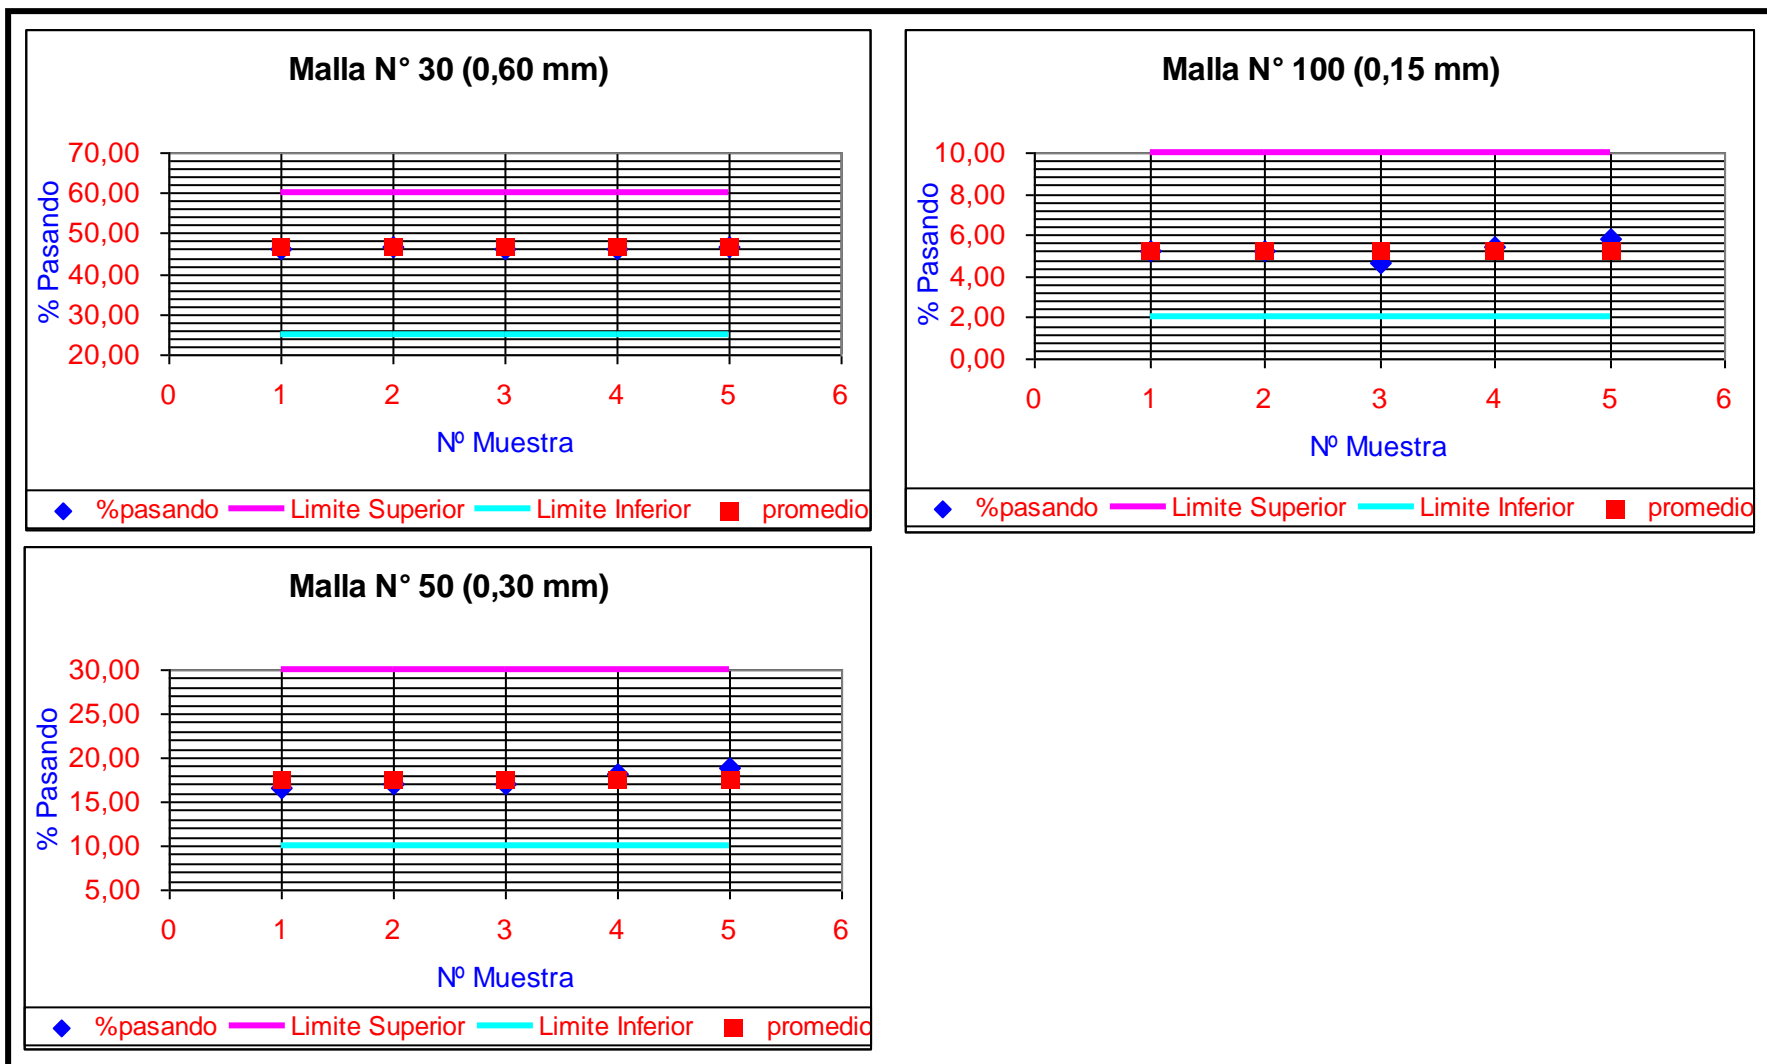 Malla N° 30 (0,60 mm)
70,00
60,00
50,00
40,00
30,00
20,00
% Pasando
0 1 2 3 4 5 6
Nº Muestra
%pasando Limite Superior Limite Inferior promedio
Malla N° 100 (0,15 mm)
10,00
8,00
6,00
4,00
2,00
0,00
% Pasando
0 1 2 3 4 5 6
Nº Muestra
%pasando Limite Superior Limite Inferior promedio
Malla N° 50 (0,30 mm)
30,00
25,00
20,00
15,00
10,00
5,00
% Pasando
0 1 2 3 4 5 6
Nº Muestra
%pasando Limite Superior Limite Inferior promedio